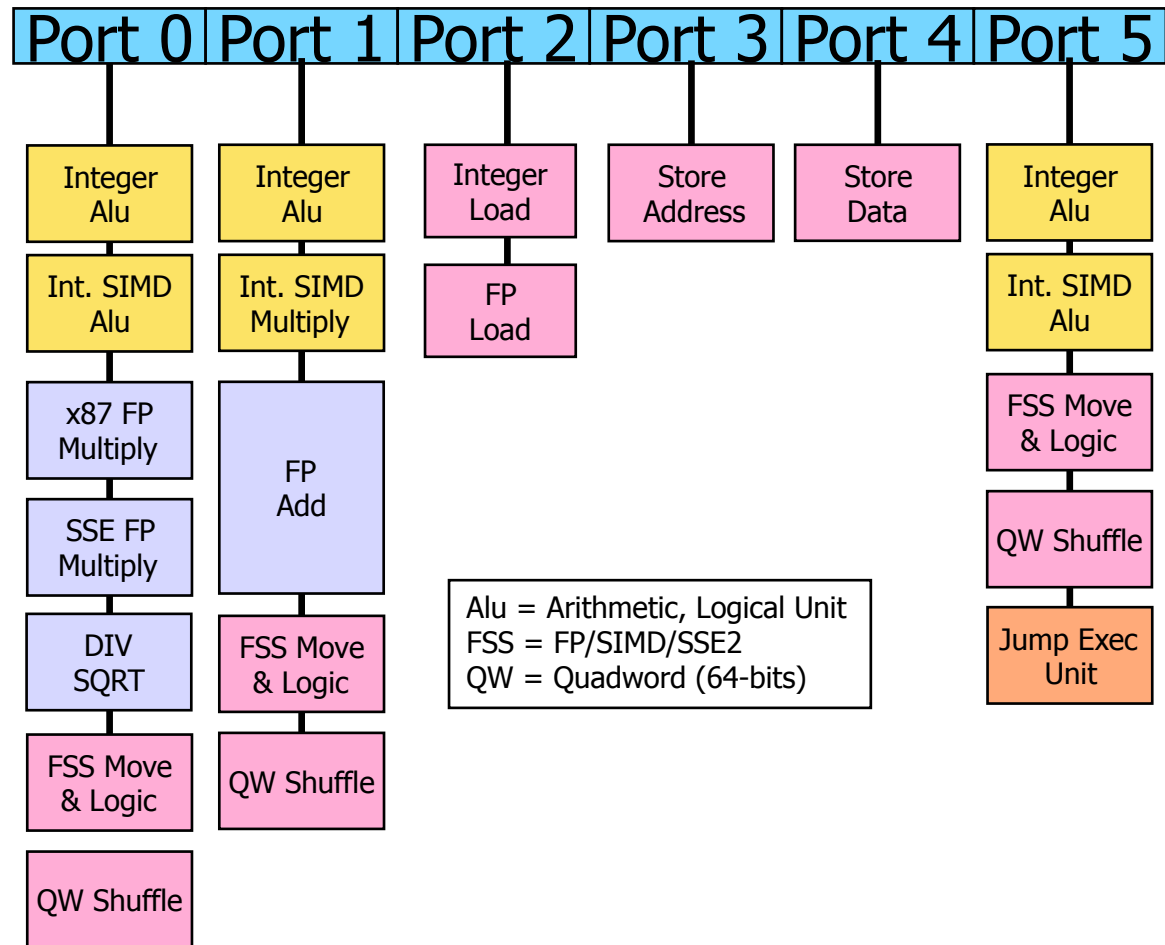 Port 0 Port 1 Port 2 Port 3 Port 4 Port 5
Integer
Alu
Int. SIMD
Alu
x87 FP
Multiply
SSE FP
Multiply
DIV
SQRT
FSS Move
& Logic
QW Shuffle
Integer
Alu
Int. SIMD
Multiply
FP
Add
FSS Move
& Logic
QW Shuffle
Integer
Load
FP
Load
Store
Address
Store
Data
Integer
Alu
Int. SIMD
Alu
FSS Move
& Logic
QW Shuffle
Jump Exec
Unit
Alu = Arithmetic, Logical Unit
FSS = FP/SIMD/SSE2
QW = Quadword (64-bits)